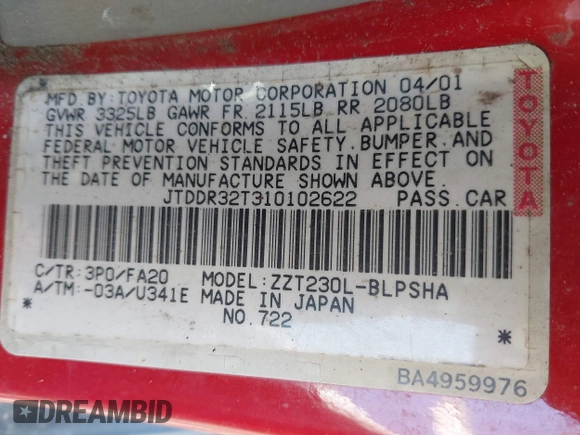 MFD. BY: TOYOTA MOTOR CORPORATION 04/01
GVWR 3325LB GAWR FR 2115LB RR 2080LB
THIS VEHICLE CONFORMS TO ALL APPLICABLE
FEDERAL MOTOR VEHICLE SAFETY, BUMPER, AND
THEFT PREVENTION STANDARDS IN EFFECT ON
THE DATE OF MANUFACTURE SHOWN ABOVE.
JTDDR32T310102622 PASS. CAR
C/TR: 3P0/FA20 MODEL: ZZT230L-BLPSHA
A/TM: -03A/U341E MADE IN JAPAN
NO. 722
* *
BA4959976
TOYOTA
DREAMBID